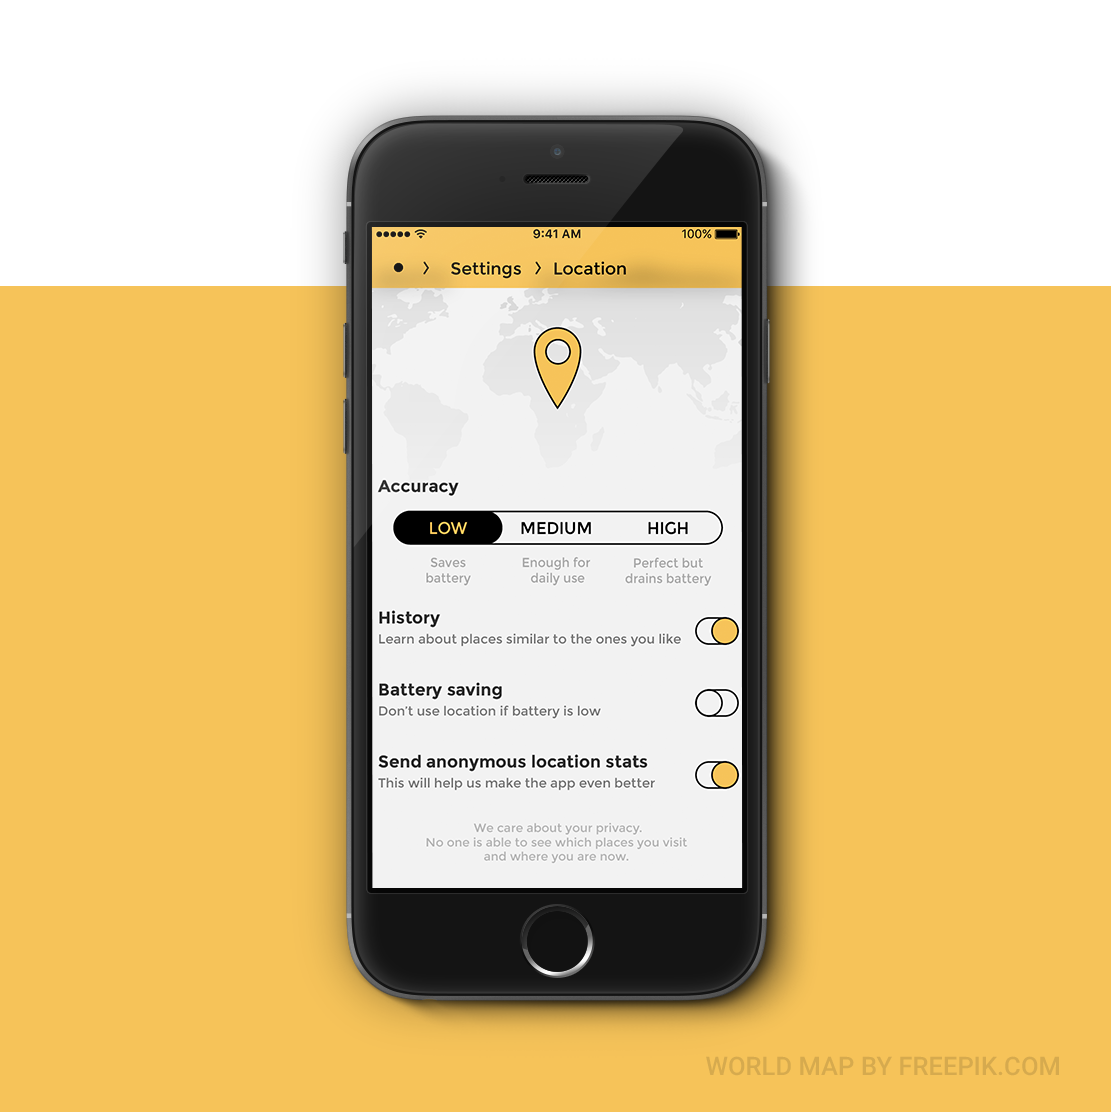 9:41 AM
100%
Settings
Location
Accuracy
LOW
MEDIUM
HIGH
Saves
battery
Enough for
daily use
Perfect but
drains battery
History
Learn about places similar to the ones you like
Battery saving
Don't use location if battery is low
Send anonymous location stats
This will help us make the app even better
We care about your privacy.
No one is able to see which places you visit
and where you are now.
WORLD MAP BY FREEPIK.COM